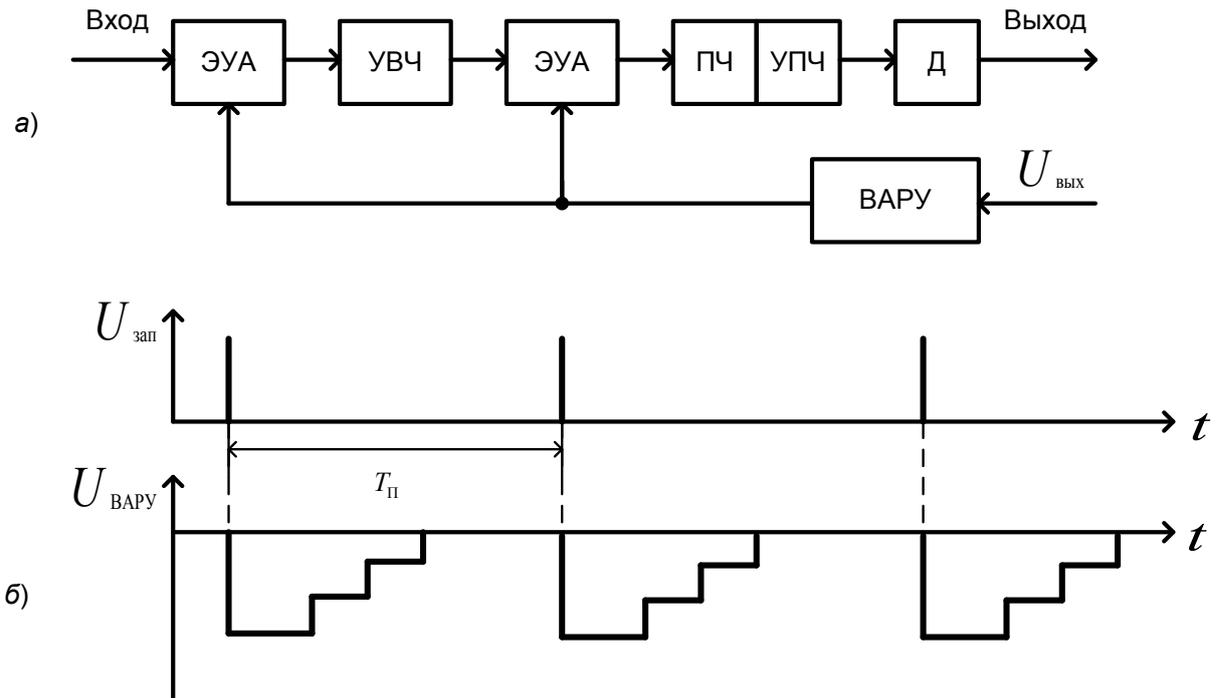 Вход
Выход
ЭУА
УВЧ
ЭУА
ПЧ
УПЧ
Д
а)
ВАРУ
U вых
U зап
t
T П
U ВАРУ
t
б)